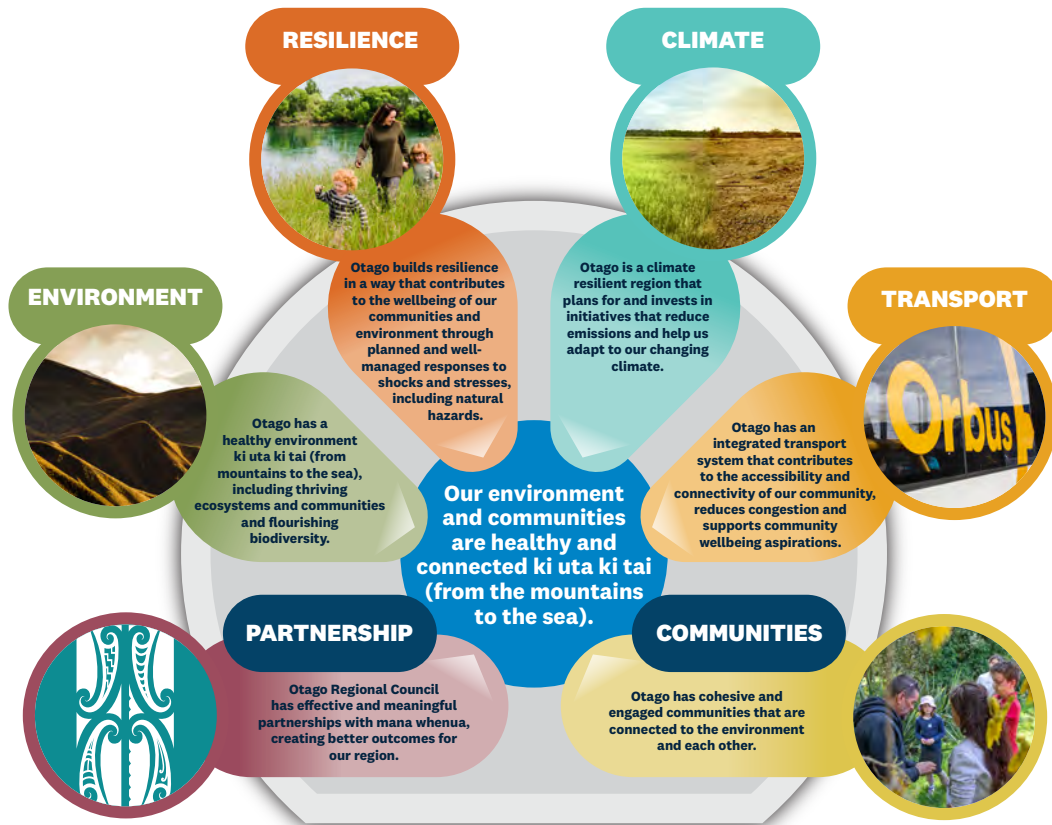 RESILIENCE
Otago builds resilience
in a way that contributes
to the wellbeing of our
communities and
environment through
planned and well-
managed responses to
shocks and stresses,
including natural
hazards.
CLIMATE
Otago is a climate
resilient region that
plans for and invests in
initiatives that reduce
emissions and help us
adapt to our changing
climate.
ENVIRONMENT
Otago has a
healthy environment
ki uta ki tai (from
mountains to the sea),
including thriving
ecosystems and communities
and flourishing
biodiversity.
TRANSPORT
Orbus
Otago has an
integrated transport
system that contributes
to the accessibility and
connectivity of our community,
reduces congestion and
supports community
wellbeing aspirations.
Our environment
and communities
are healthy and
connected ki uta ki tai
(from the mountains
to the sea).
PARTNERSHIP
Otago Regional Council
has effective and meaningful
partnerships with mana whenua,
creating better outcomes for
our region.
COMMUNITIES
Otago has cohesive and
engaged communities that are
connected to the environment
and each other.